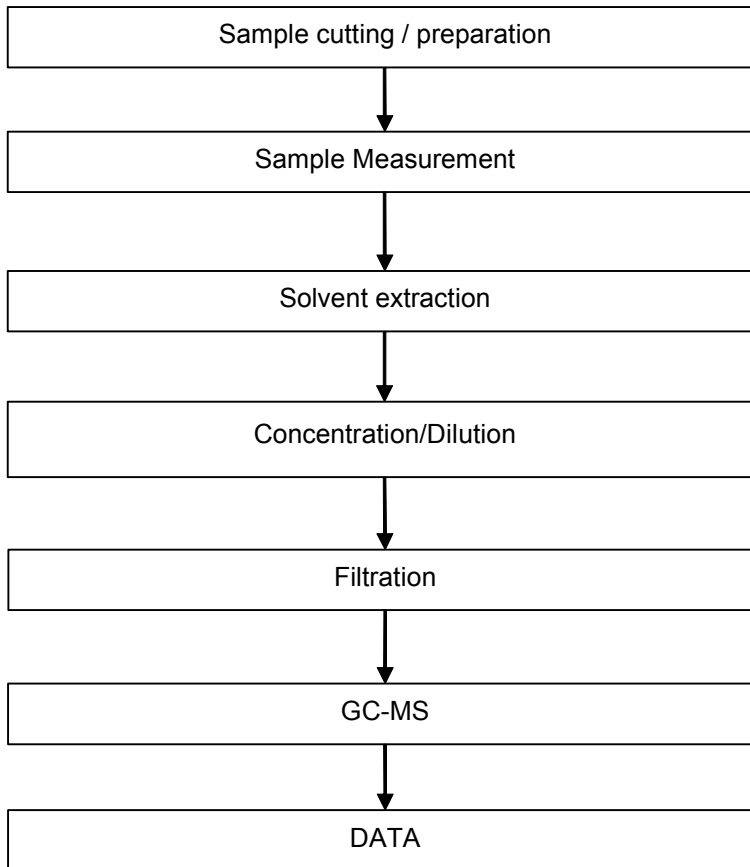 Sample cutting / preparation
Sample Measurement
Solvent extraction
Concentration/Dilution
Filtration
GC-MS
DATA